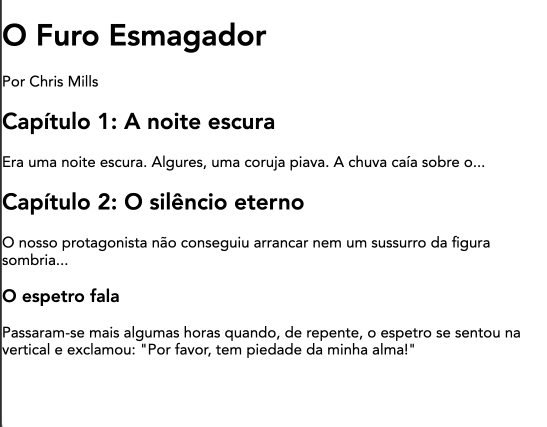 O Furo Esmagador
Por Chris Mills
Capítulo 1: A noite escura
Era uma noite escura. Algures, uma coruja piava. A chuva caía sobre o...
Capítulo 2: O silêncio eterno
O nosso protagonista não conseguiu arrancar nem um sussurro da figura
sombria...
O espetro fala
Passaram-se mais algumas horas quando, de repente, o espetro se sentou na
vertical e exclamou: "Por favor, tem piedade da minha alma!"